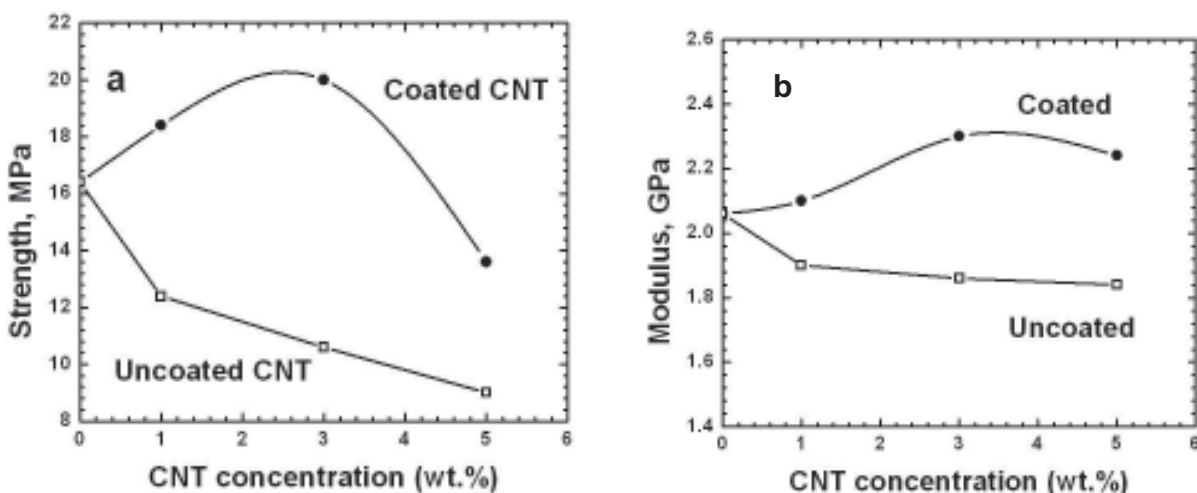 22
20
18
16
14
12
10
8
0
1
2
3
4
5
6
Strength, MPa
CNT concentration (wt.%)
a
Coated CNT
Uncoated CNT
2.6
2.4
2.2
2.0
1.8
1.6
1.4
0
1
2
3
4
5
6
Modulus, GPa
CNT concentration (wt.%)
b
Coated
Uncoated